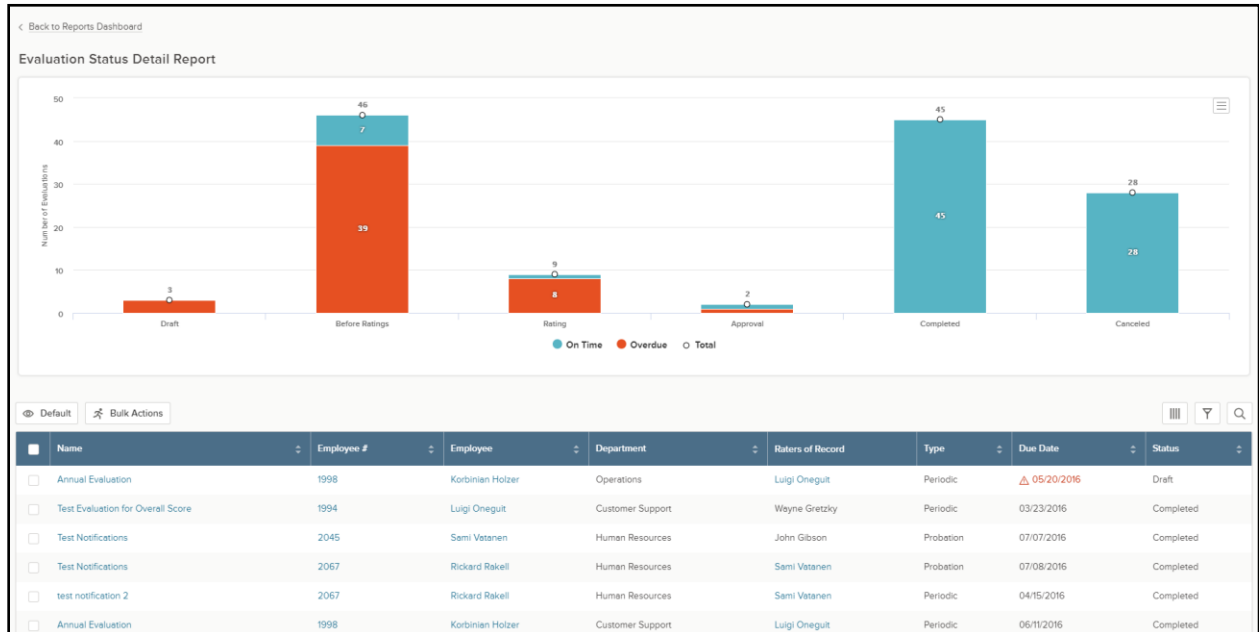 Back to Reports Dashboard
Evaluation Status Detail Report
Number of Evaluations
50
40
30
20
10
0
3
46
7
39
9
8
2
45
45
28
28
Draft Before Ratings Rating Approval Completed Canceled
On Time Overdue Total
Default Bulk Actions
Name Employee # Employee Department Raters of Record Type Due Date Status
Annual Evaluation 1998 Korbinian Holzer Operations Luigi Oneguit Periodic 05/20/2016 Draft
Test Evaluation for Overall Score 1994 Luigi Oneguit Customer Support Wayne Gretzky Periodic 03/23/2016 Completed
Test Notifications 2045 Sami Vatanen Human Resources John Gibson Probation 07/07/2016 Completed
Test Notifications 2067 Rickard Rakell Human Resources Sami Vatanen Probation 07/08/2016 Completed
test notification 2 2067 Rickard Rakell Human Resources Sami Vatanen Periodic 04/15/2016 Completed
Annual Evaluation 1998 Korbinian Holzer Customer Support Luigi Oneguit Periodic 06/11/2016 Completed